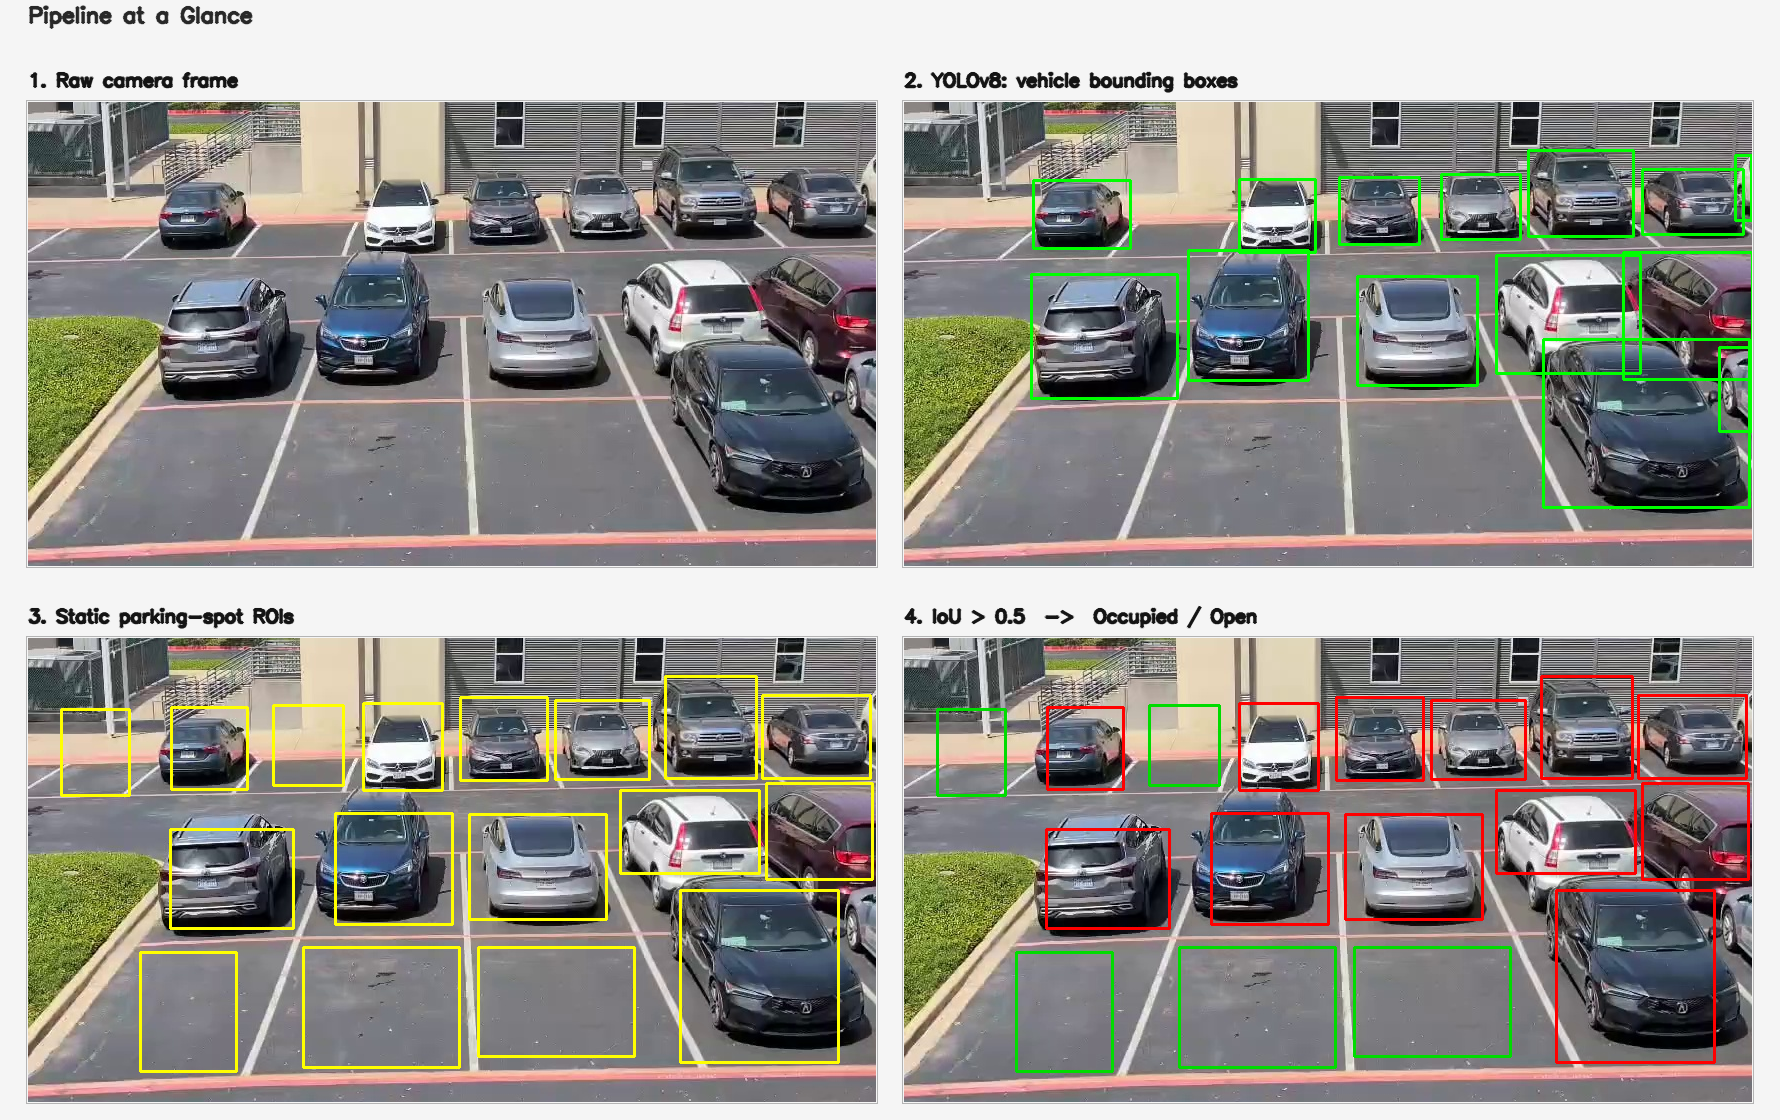 Pipeline at a Glance
1. Raw camera frame
2. YOLOv8: vehicle bounding boxes
3. Static parking-spot ROIs
4. IoU > 0.5 --> Occupied / Open